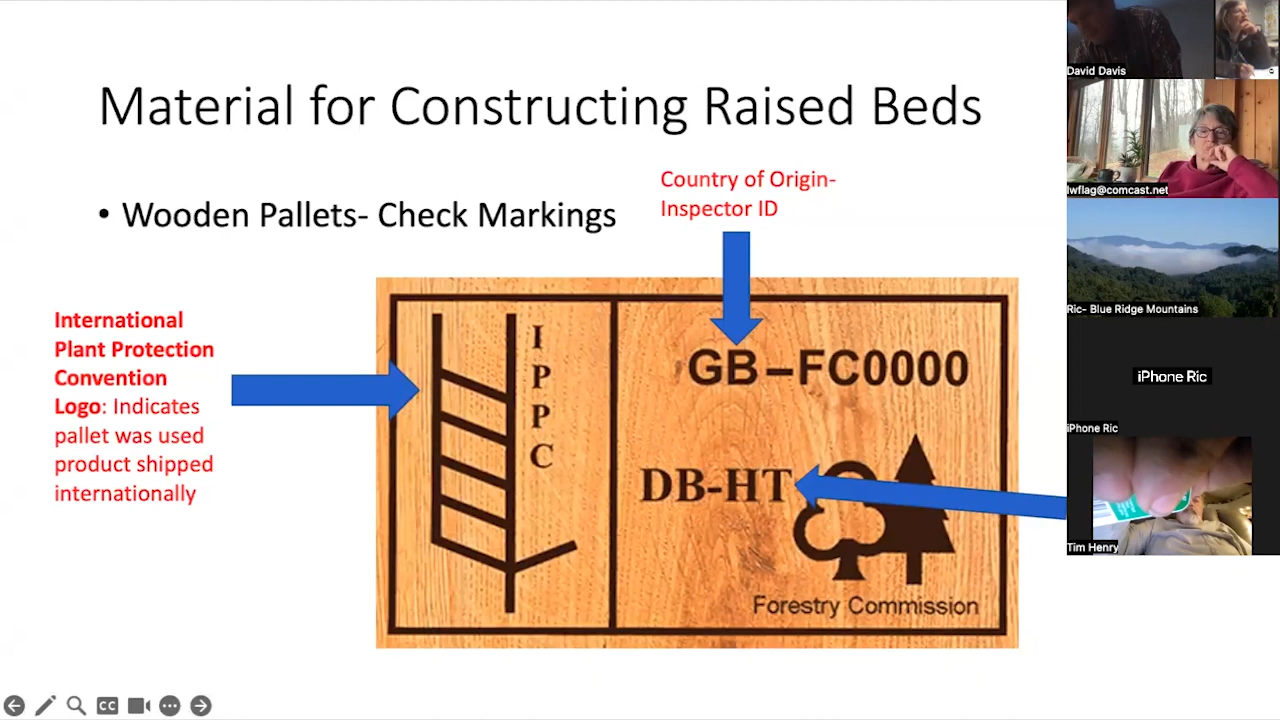 Material for Constructing Raised Beds
• Wooden Pallets- Check Markings
Country of Origin-
Inspector ID
International
Plant Protection
Convention
Logo: Indicates
pallet was used
product shipped
internationally
I
P
P
C
GB–FC0000
DB-HT
Forestry Commission
David Davis
lwflag@comcast.net
Ric- Blue Ridge Mountains
iPhone Ric
iPhone Ric
Tim Henry
CC